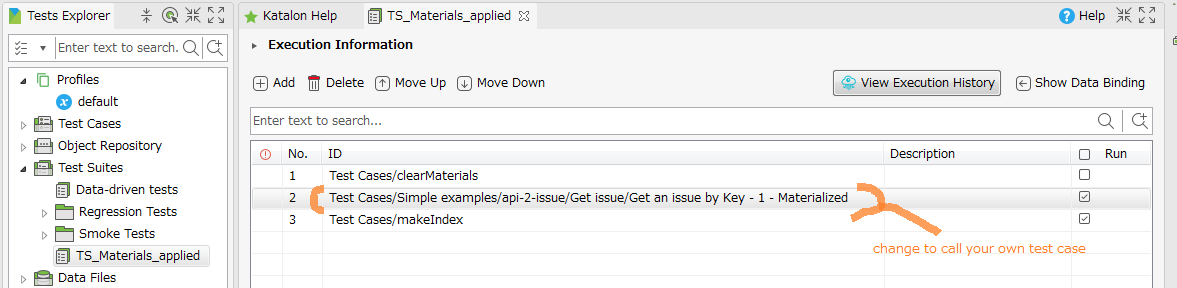 Tests Explorer
Enter text to search...
Profiles
default
Test Cases
Object Repository
Test Suites
Data-driven tests
Regression Tests
Smoke Tests
TS_Materials_applied
Data Files
Katalon Help
TS_Materials_applied
Help
Execution Information
Add Delete Move Up Move Down View Execution History Show Data Binding
Enter text to search...
No. ID Description Run
1 Test Cases/clearMaterials
2 Test Cases/Simple examples/api-2-issue/Get issue/Get an issue by Key - 1 - Materialized
3 Test Cases/makeIndex
change to call your own test case